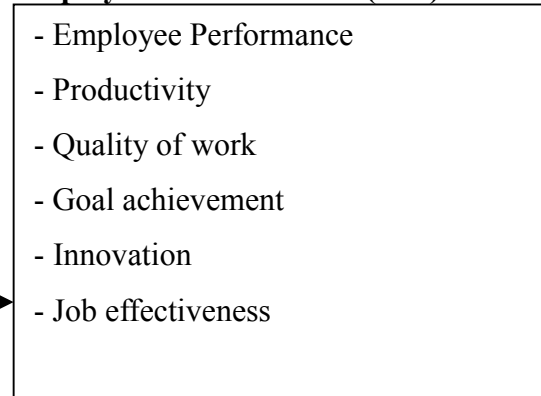 - Employee Performance
- Productivity
- Quality of work
- Goal achievement
- Innovation
- Job effectiveness